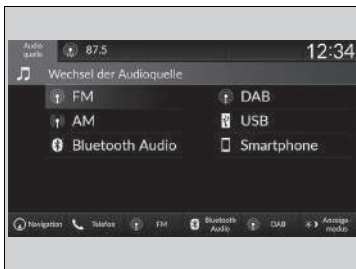 Audio
quelle
87.5
12:34
Wechsel der Audioquelle
FM
DAB
AM
USB
Bluetooth Audio
Smartphone
Navigation
Telefon
FM
Bluetooth
Audio
DAB
Anzeige-
modus